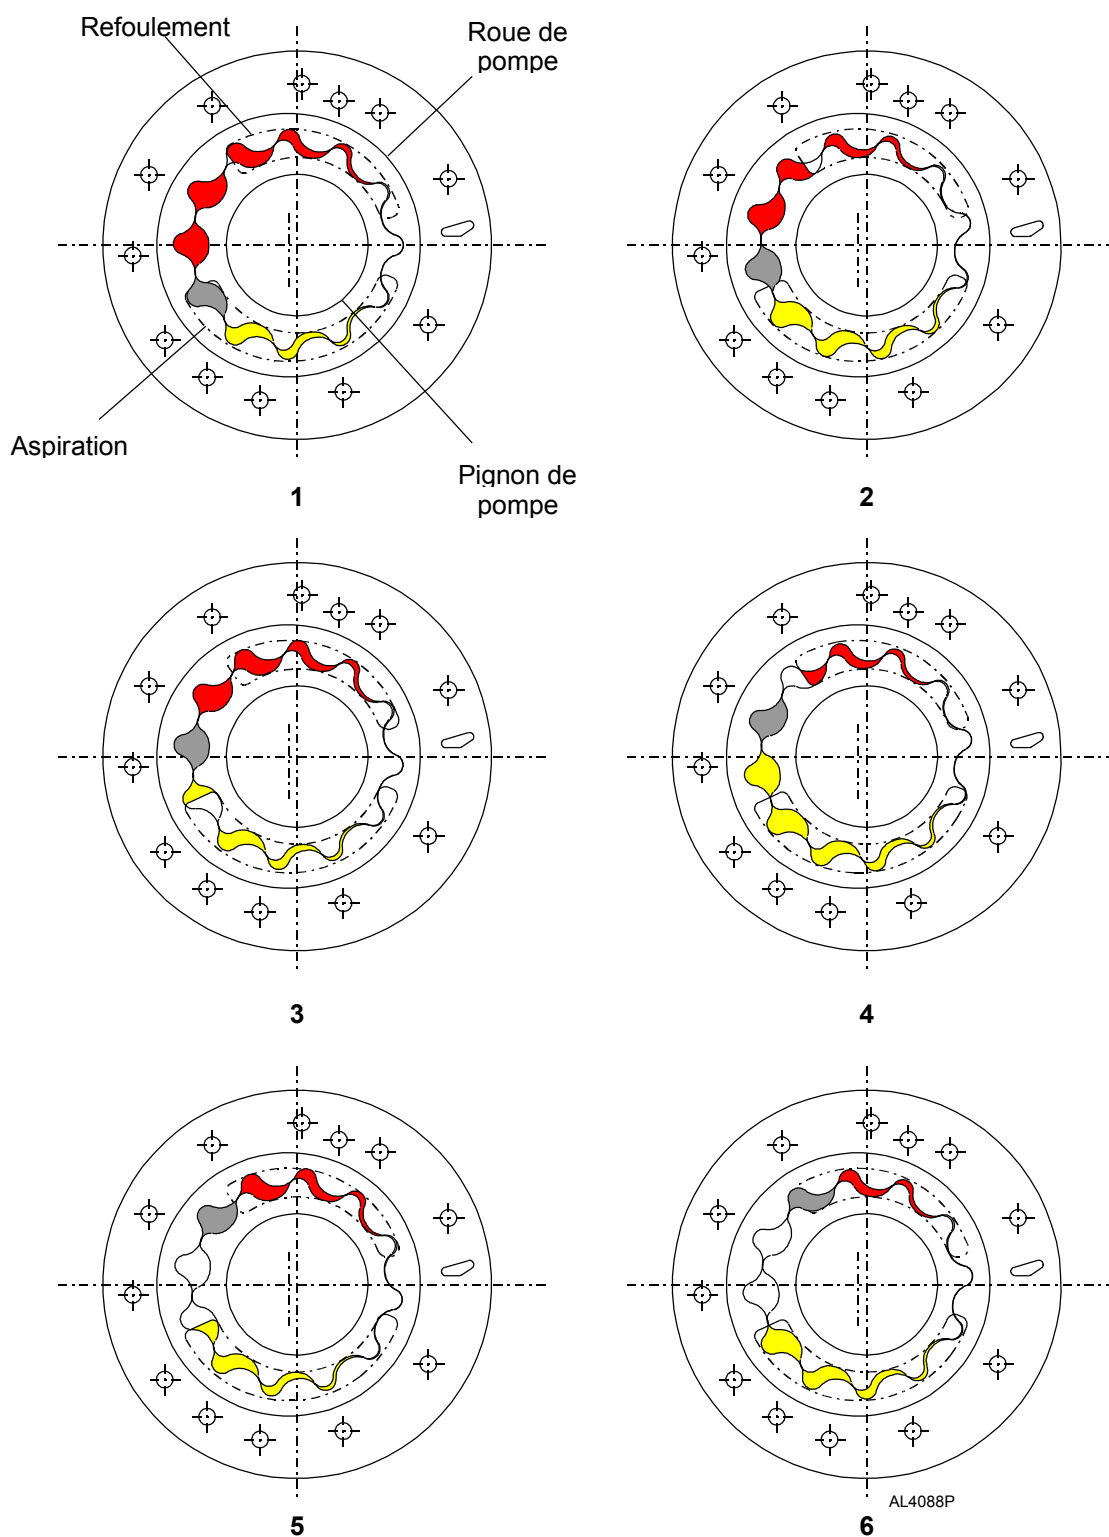 Refoulement
Roue de
pompe
Aspiration
Pignon de
pompe
1
2
3
4
AL4088P
5
6